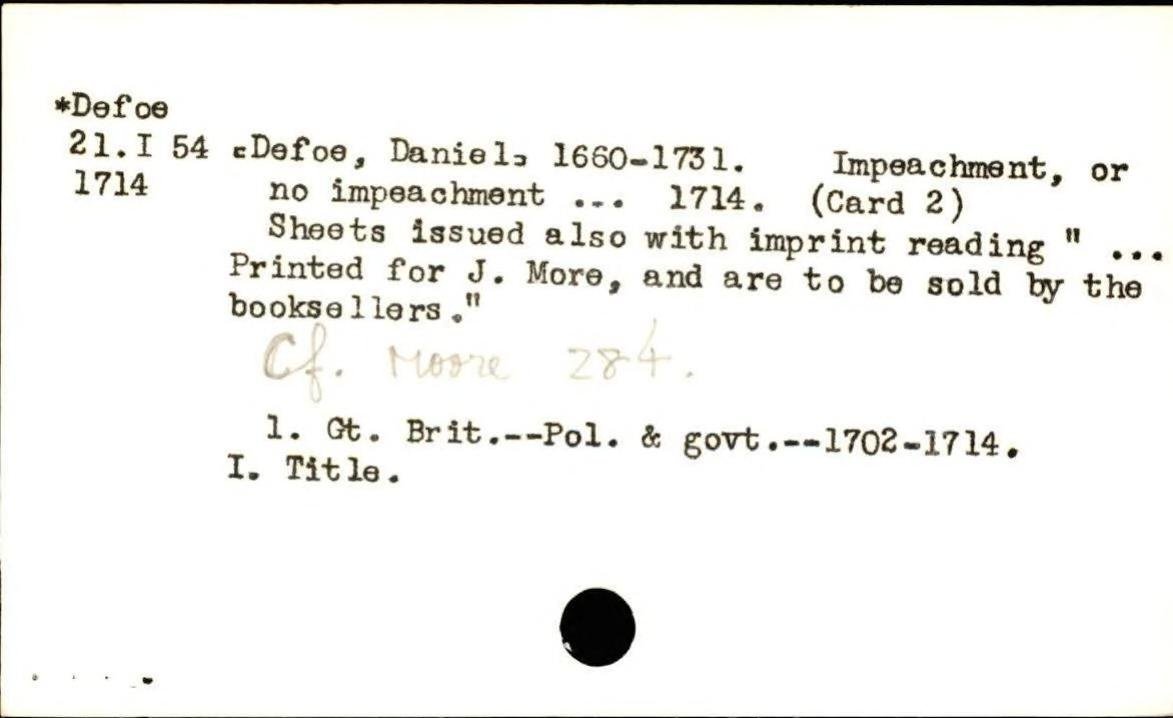 *Defoe
21.I 54 [Defoe, Daniel] 1660-1731. Impeachment, or
1714 no impeachment ... 1714. (Card 2)
Sheets issued also with imprint reading " ...
Printed for J. More, and are to be sold by the
booksellers."
Cf. Moore 284.
1. Gt. Brit.--Pol. & govt.--1702-1714.
I. Title.